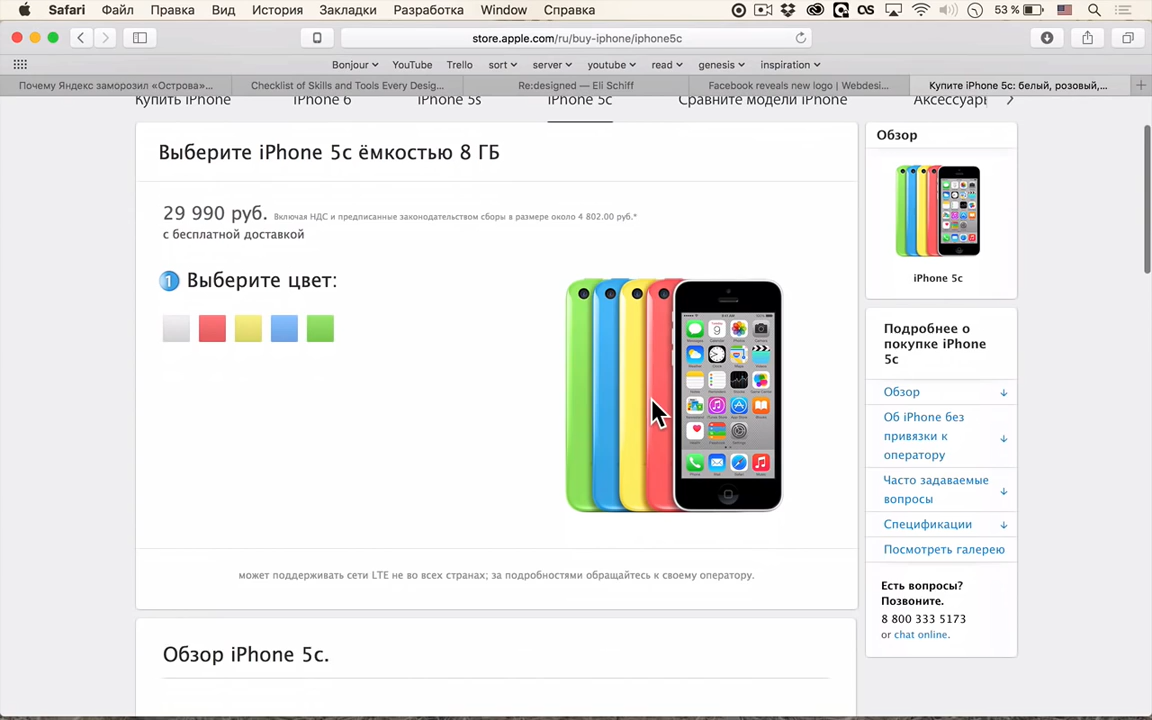 Safari Файл Правка Вид История Закладки Разработка Window Справка 53 %
store.apple.com/ru/buy-iphone/iphone5c
Bonjour YouTube Trello sort server youtube read genesis inspiration
Почему Яндекс заморозил «Острова»... Checklist of Skills and Tools Every Desig... Re:designed — Eli Schiff Facebook reveals new logo | Webdesi... Купите iPhone 5c: белый, розовый,...
Купить iPhone iPhone 6 iPhone 5s iPhone 5c Сравните модели iPhone Аксессуары
Выберите iPhone 5c ёмкостью 8 ГБ
29 990 руб. Включая НДС и предписанные законодательством сборы в размере около 4 802.00 руб.*
с бесплатной доставкой
1 Выберите цвет:
может поддерживать сети LTE не во всех странах; за подробностями обращайтесь к своему оператору.
Обзор iPhone 5c.
Обзор
iPhone 5c
Подробнее о
покупке iPhone
5c
Обзор
Об iPhone без
привязки к
оператору
Часто задаваемые
вопросы
Спецификации
Посмотреть галерею
Есть вопросы?
Позвоните.
8 800 333 5173
or chat online.